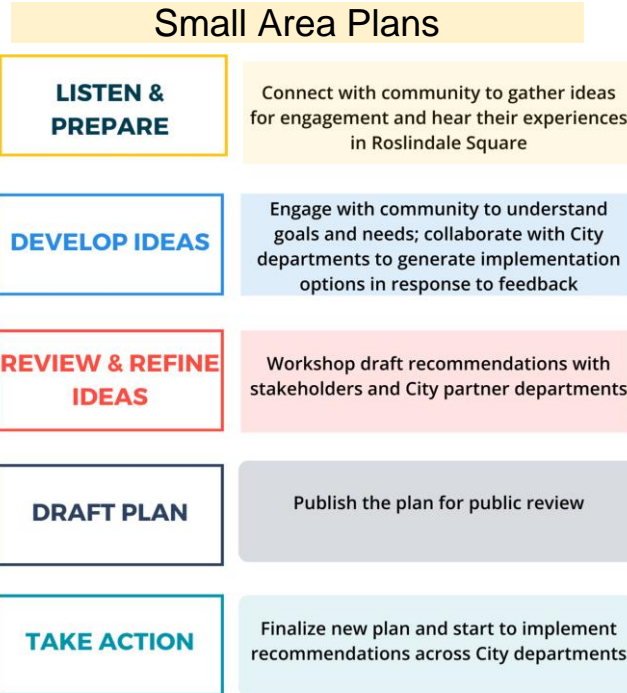 Small Area Plans
LISTEN &
PREPARE
Connect with community to gather ideas
for engagement and hear their experiences
in Roslindale Square
DEVELOP IDEAS
Engage with community to understand
goals and needs; collaborate with City
departments to generate implementation
options in response to feedback
REVIEW & REFINE
IDEAS
Workshop draft recommendations with
stakeholders and City partner departments
DRAFT PLAN
Publish the plan for public review
TAKE ACTION
Finalize new plan and start to implement
recommendations across City departments